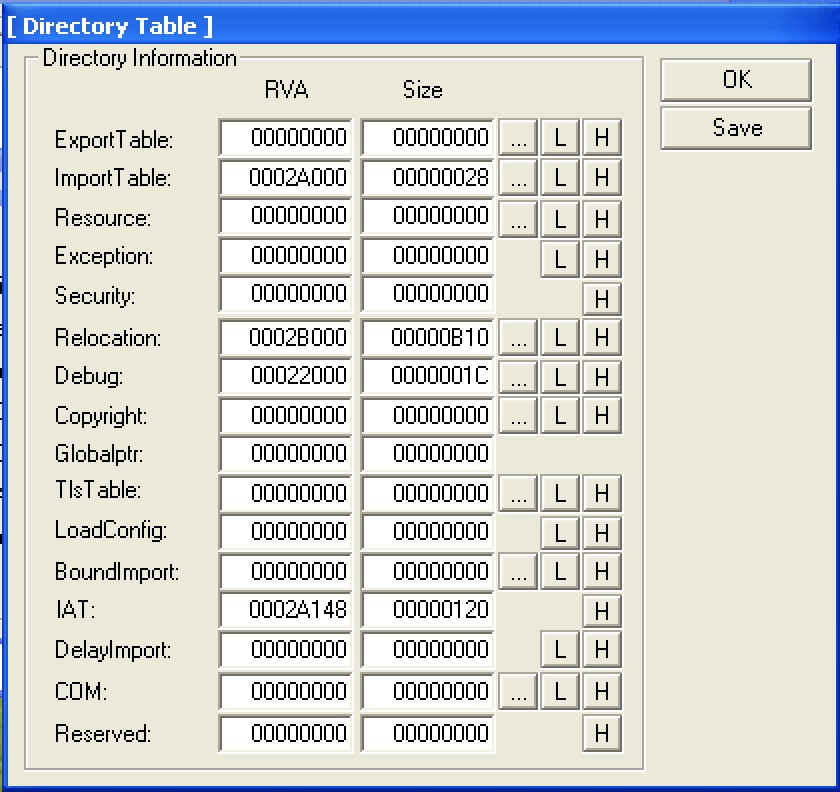 [ Directory Table ]
Directory Information
RVA Size
OK
Save
ExportTable: 00000000 00000000 ... L H
ImportTable: 0002A000 00000028 ... L H
Resource: 00000000 00000000 ... L H
Exception: 00000000 00000000 L H
Security: 00000000 00000000 H
Relocation: 0002B000 00000B10 ... L H
Debug: 00022000 0000001C ... L H
Copyright: 00000000 00000000 ... L H
Globalptr: 00000000 00000000
TlsTable: 00000000 00000000 ... L H
LoadConfig: 00000000 00000000 L H
BoundImport: 00000000 00000000 ... L H
IAT: 0002A148 00000120 H
DelayImport: 00000000 00000000 L H
COM: 00000000 00000000 ... L H
Reserved: 00000000 00000000 H